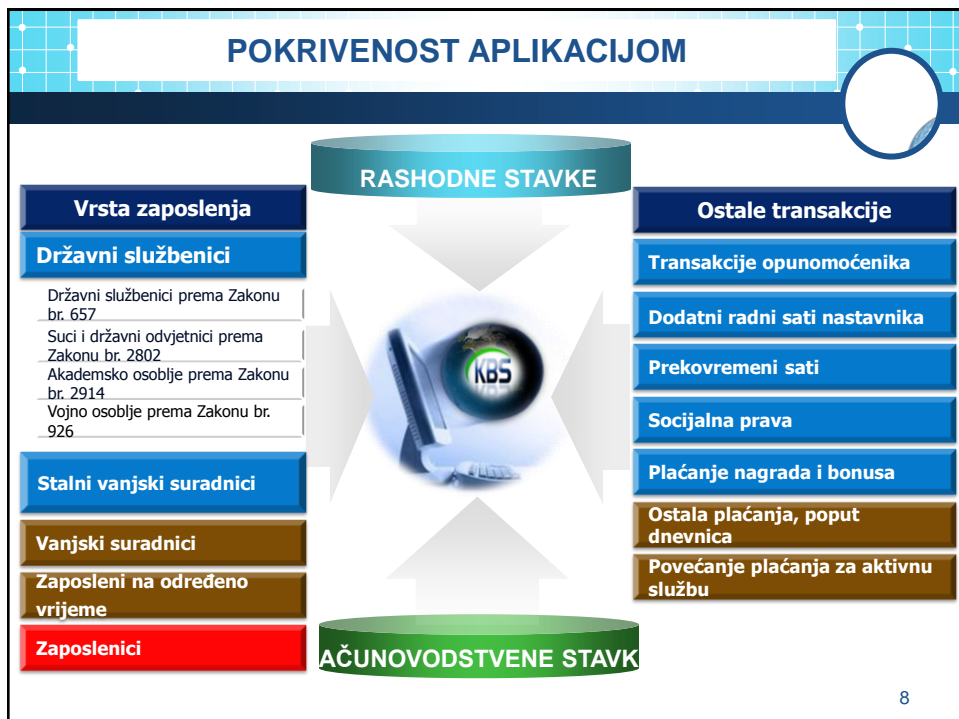 POKRIVENOST APLIKACIJOM
RASHODNE STAVKE
Vrsta zaposlenja
Državni službenici
Državni službenici prema Zakonu
br. 657
Suci i državni odvjetnici prema
Zakonu br. 2802
Akademsko osoblje prema Zakonu
br. 2914
Vojno osoblje prema Zakonu br.
926
Stalni vanjski suradnici
Vanjski suradnici
Zaposleni na određeno
vrijeme
Zaposlenici
KBS
Ostale transakcije
Transakcije opunomoćenika
Dodatni radni sati nastavnika
Prekovremeni sati
Socijalna prava
Plaćanje nagrada i bonusa
Ostala plaćanja, poput
dnevnica
Povećanje plaćanja za aktivnu
službu
AČUNOVODSTVENE STAVK
8